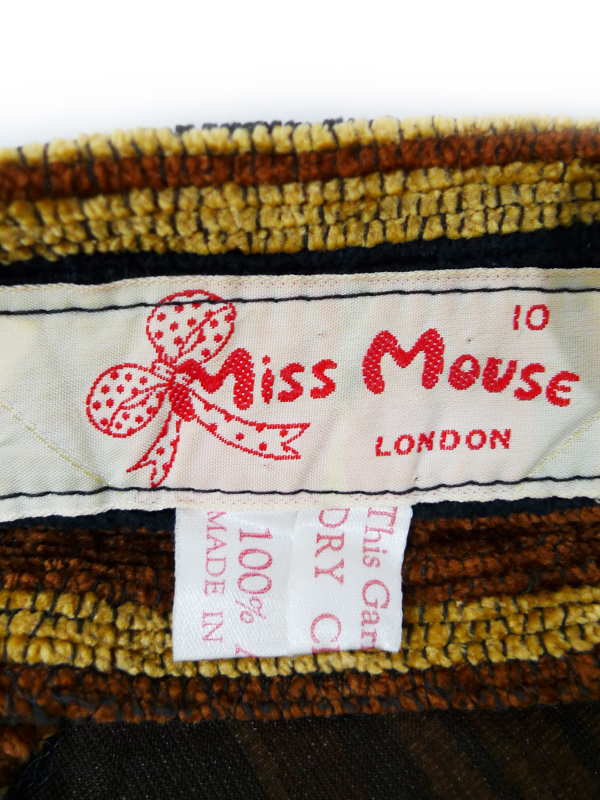 10
Miss Mouse
LONDON
This Gar
DRY C
100%
MADE IN